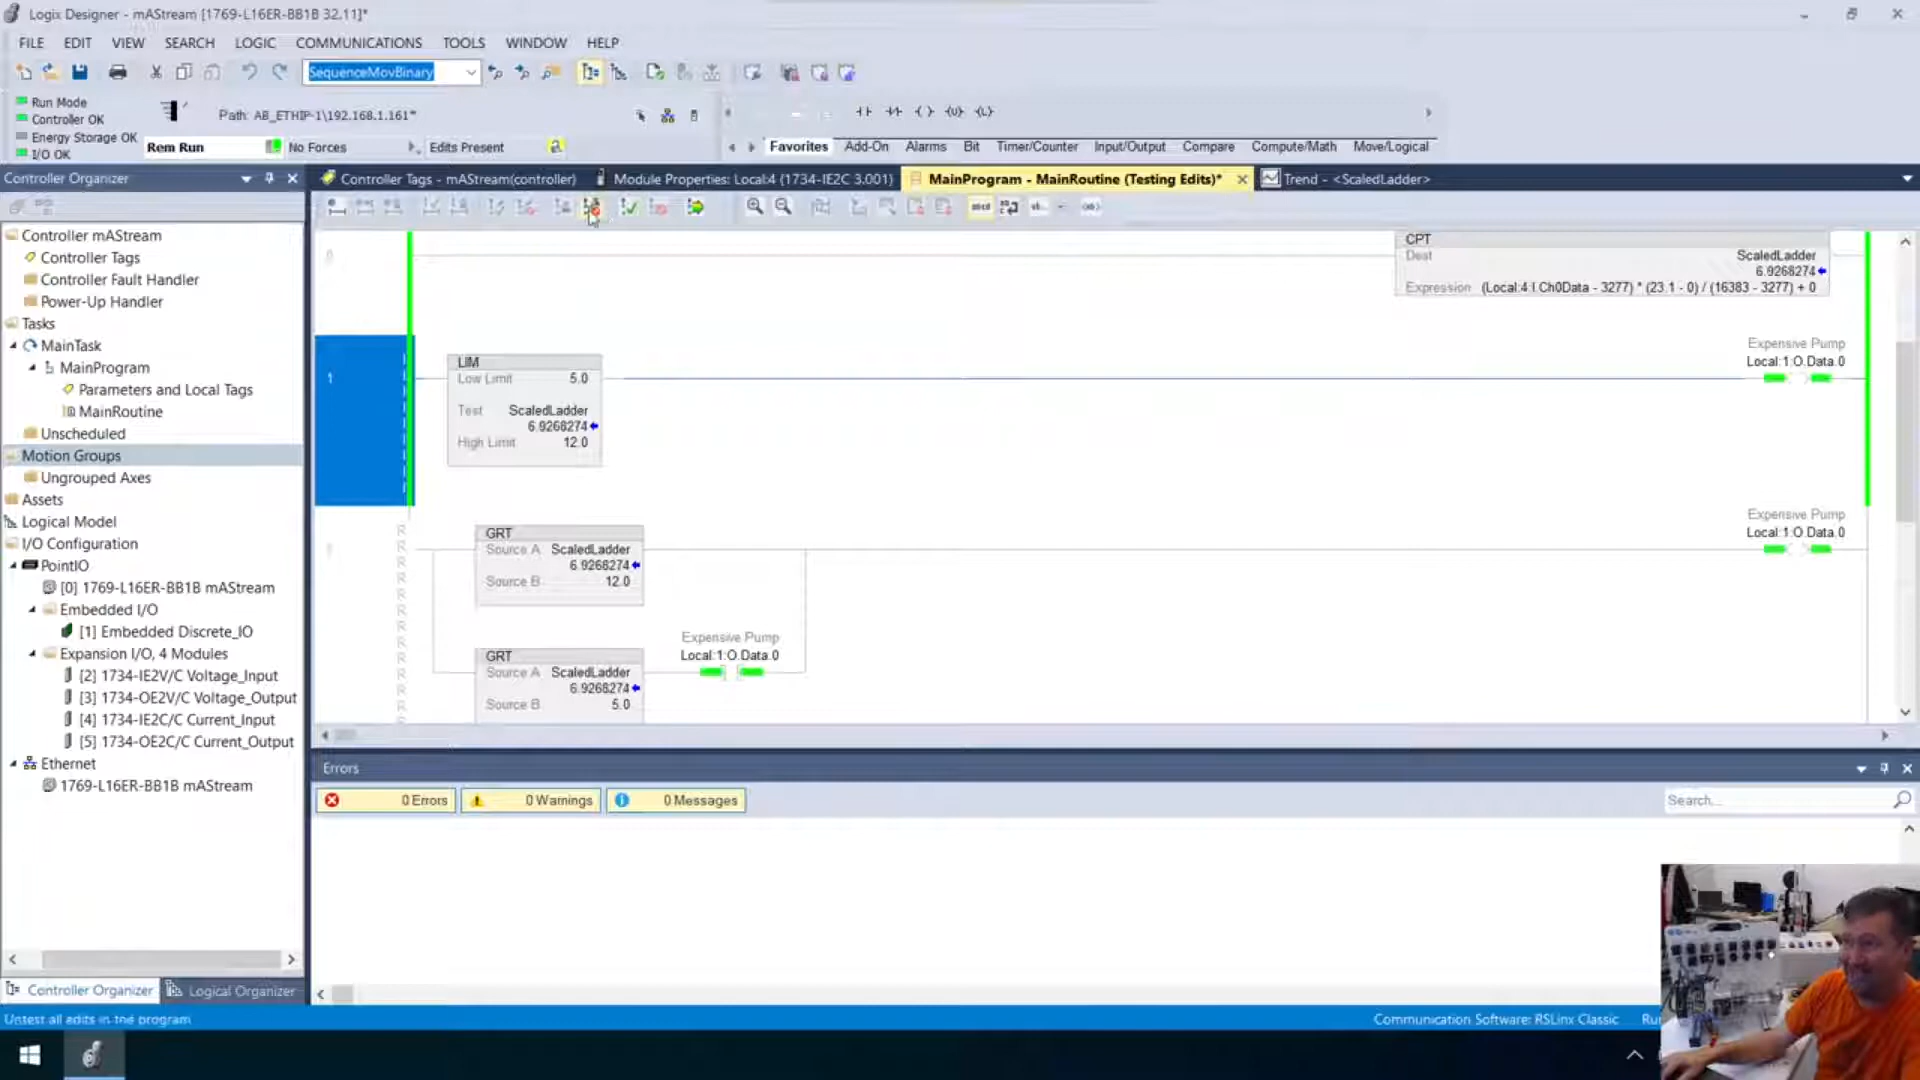 Logix Designer - mAStream [1769-L16ER-BB1B 32.11]*
FILE EDIT VIEW SEARCH LOGIC COMMUNICATIONS TOOLS WINDOW HELP
SequenceMovBinary
Run Mode
Controller OK
Energy Storage OK
I/O OK
Path: AB_ETHIP-1\192.168.1.161*
Rem Run
No Forces
Edits Present
Favorites Add-On Alarms Bit Timer/Counter Input/Output Compare Compute/Math Move/Logical
Controller Organizer
Controller Tags - mAStream(controller)
Module Properties: Local:4 (1734-IE2C 3.001)
MainProgram - MainRoutine (Testing Edits)*
Trend - <ScaledLadder>
Controller mAStream
Controller Tags
Controller Fault Handler
Power-Up Handler
Tasks
MainTask
MainProgram
Parameters and Local Tags
MainRoutine
Unscheduled
Motion Groups
Ungrouped Axes
Assets
Logical Model
I/O Configuration
PointIO
[0] 1769-L16ER-BB1B mAStream
Embedded I/O
[1] Embedded Discrete_IO
Expansion I/O, 4 Modules
[2] 1734-IE2V/C Voltage_Input
[3] 1734-OE2V/C Voltage_Output
[4] 1734-IE2C/C Current_Input
[5] 1734-OE2C/C Current_Output
Ethernet
1769-L16ER-BB1B mAStream
Controller Organizer
Logical Organizer
0
CPT
Dest ScaledLadder
6.9268274
Expression (Local:4:I.Ch0Data - 3277) * (23.1 - 0) / (16383 - 3277) + 0
1
LIM
Low Limit 5.0
Test ScaledLadder
6.9268274
High Limit 12.0
Expensive Pump
Local:1:O.Data.0
GRT
Source A ScaledLadder
6.9268274
Source B 12.0
Expensive Pump
Local:1:O.Data.0
GRT
Source A ScaledLadder
6.9268274
Source B 5.0
Expensive Pump
Local:1:O.Data.0
Errors
0 Errors
0 Warnings
0 Messages
Search...
Untest all edits in the program
Communication Software: RSLinx Classic